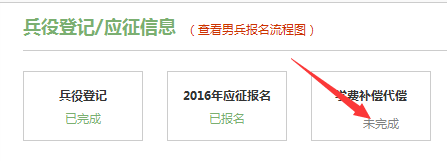 兵役登记/应征信息 (查看男兵报名流程图)
兵役登记 2016年应征报名 学费补偿代偿
已完成 已报名 未完成